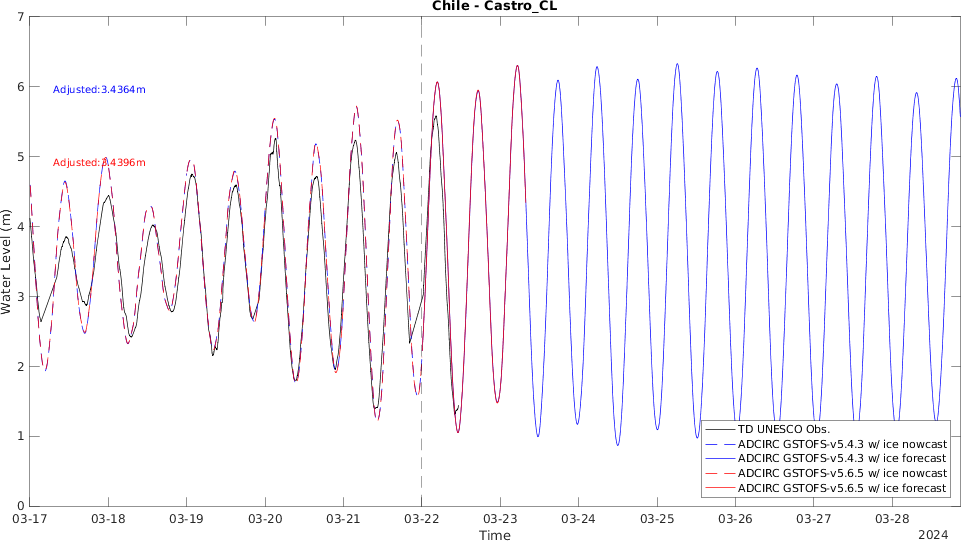 Chile - Castro_CL
7
6
5
4
3
2
1
0
Water Level (m)
Adjusted:3.4364m
Adjusted:3.4396m
TD UNESCO Obs.
ADCIRC GSTOFS-v5.4.3 w/ ice nowcast
ADCIRC GSTOFS-v5.4.3 w/ ice forecast
ADCIRC GSTOFS-v5.6.5 w/ ice nowcast
ADCIRC GSTOFS-v5.6.5 w/ ice forecast
03-17 03-18 03-19 03-20 03-21 03-22 03-23 03-24 03-25 03-26 03-27 03-28
Time
2024